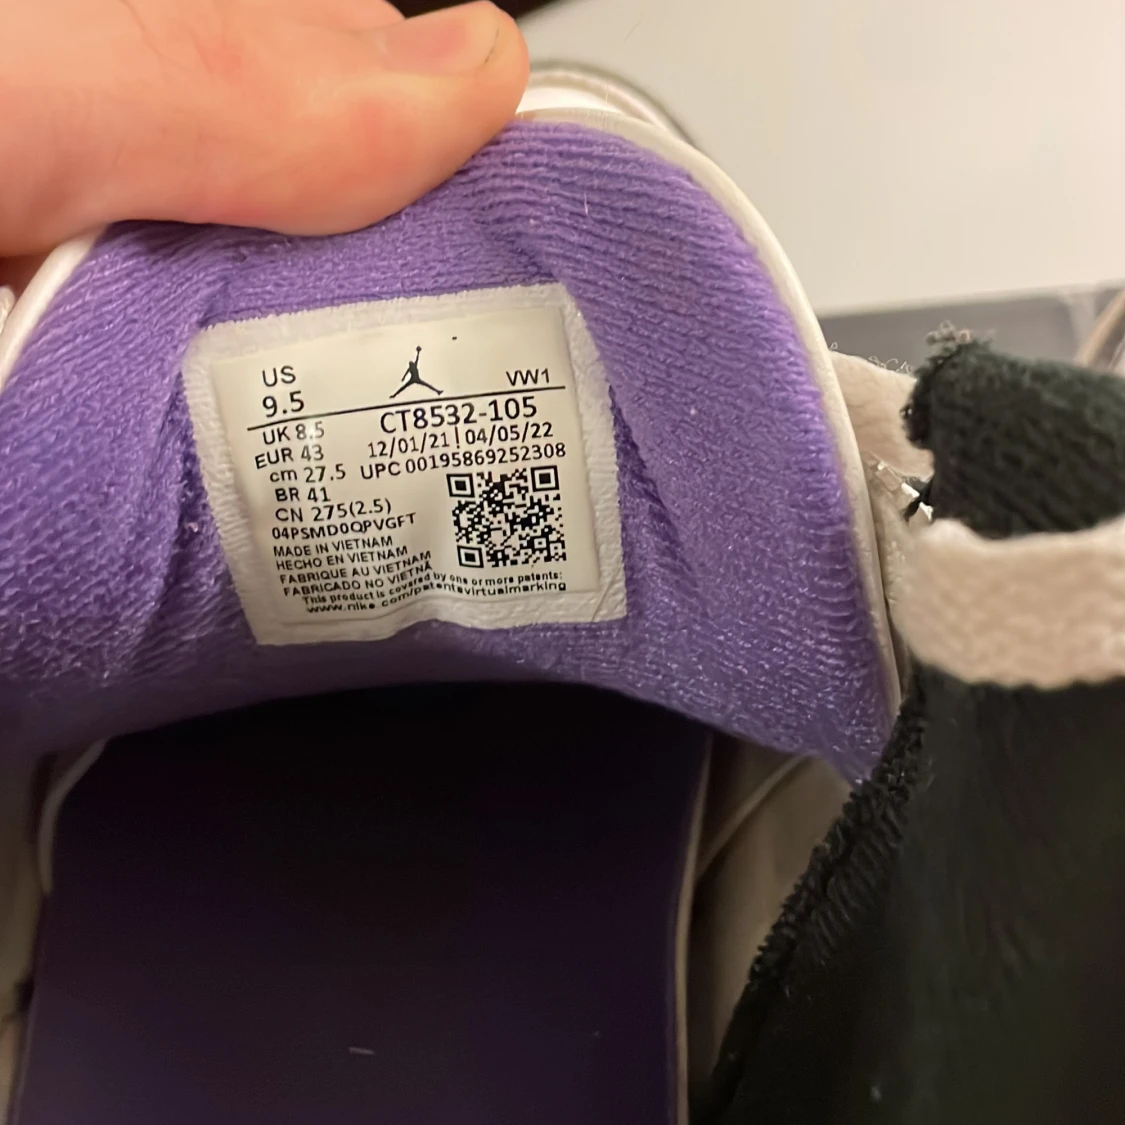 US
9.5
VW1
UK 8.5
CT8532-105
EUR 43
12/01/21 | 04/05/22
cm 27.5
UPC 00195869252308
BR 41
CN 275(2.5)
04PSMD0QPVGFT
MADE IN VIETNAM
HECHO EN VIETNAM
FABRIQUE AU VIETNAM
FABRICADO NO VIETNÃ
This product is covered by one or more patents:
www.nike.com/patentsvirtualmarking